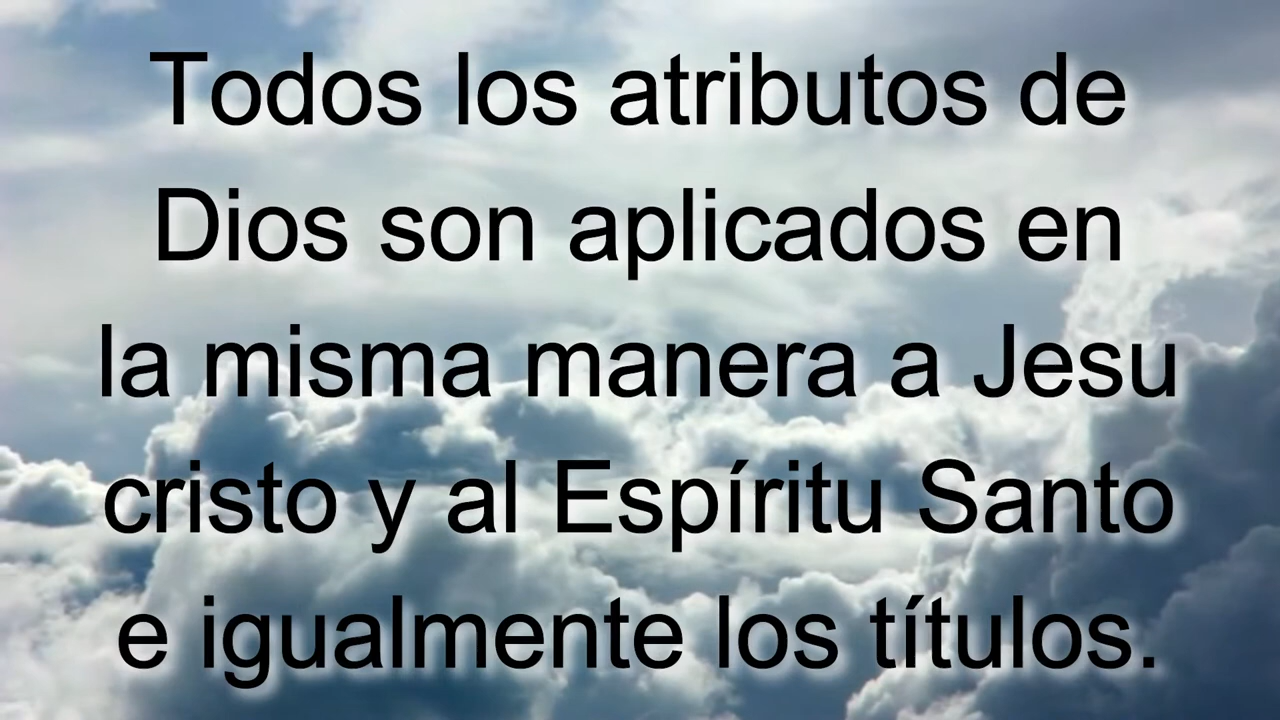 Todos los atributos de
Dios son aplicados en
la misma manera a Jesu
cristo y al Espíritu Santo
e igualmente los títulos.